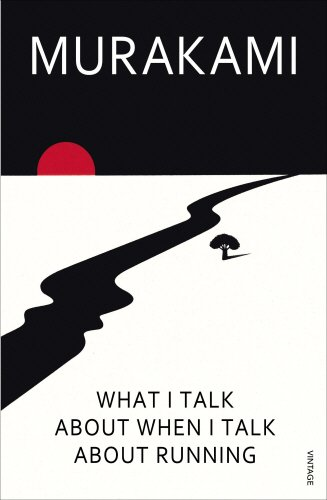 MURAKAMI
WHAT I TALK
ABOUT WHEN I TALK
ABOUT RUNNING
VINTAGE